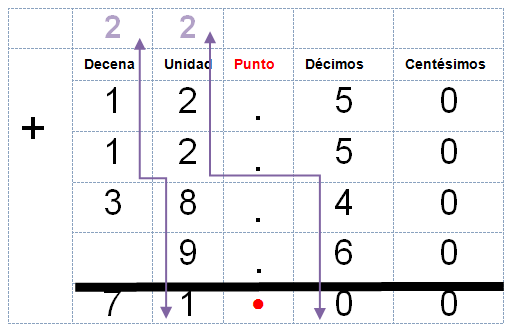 2 2
Decena Unidad Punto Décimos Centésimos
1 2 . 5 0
+ 1 2 . 5 0
3 8 . 4 0
9 . 6 0
7 1 . 0 0